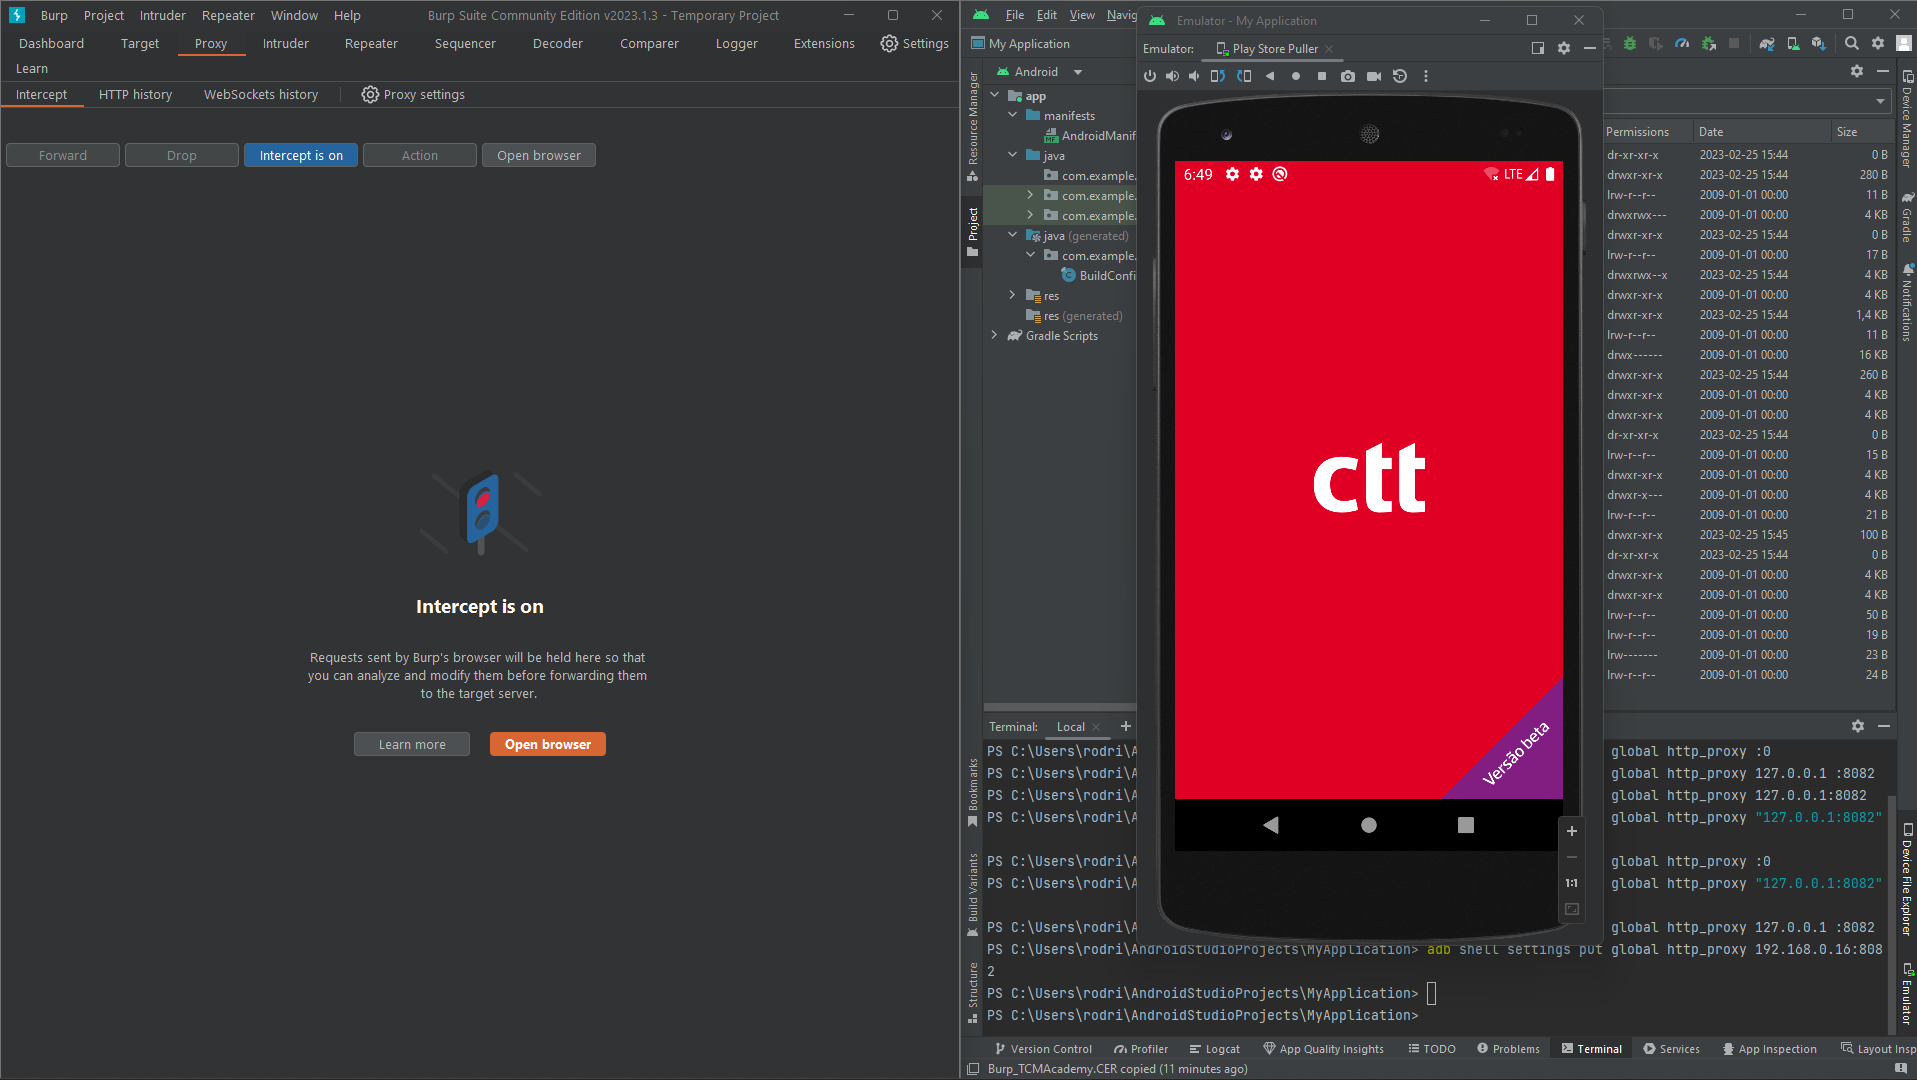 Burp Project Intruder Repeater Window Help Burp Suite Community Edition v2023.1.3 - Temporary Project
Dashboard Target Proxy Intruder Repeater Sequencer Decoder Comparer Logger Extensions Settings
Learn
Intercept HTTP history WebSockets history Proxy settings
Forward Drop Intercept is on Action Open browser
Intercept is on
Requests sent by Burp's browser will be held here so that
you can analyze and modify them before forwarding them
to the target server.
Learn more Open browser
File Edit View Navig
My Application
Android
app
manifests
AndroidManif
java
com.example.
com.example.
com.example.
java (generated)
com.example.
BuildConfi
res
res (generated)
Gradle Scripts
Resource Manager
Project
Bookmarks
Build Variants
Structure
Emulator - My Application
Emulator: Play Store Puller
6:49 LTE
ctt
Versão beta
1:1
Permissions Date Size
dr-xr-xr-x 2023-02-25 15:44 0 B
drwxr-xr-x 2023-02-25 15:44 280 B
lrw-r--r-- 2009-01-01 00:00 11 B
drwxrwx--- 2009-01-01 00:00 4 KB
drwxr-xr-x 2023-02-25 15:44 0 B
lrw-r--r-- 2009-01-01 00:00 17 B
drwxrwx--x 2023-02-25 15:44 4 KB
drwxr-xr-x 2009-01-01 00:00 4 KB
drwxr-xr-x 2023-02-25 15:44 1,4 KB
lrw-r--r-- 2009-01-01 00:00 11 B
drwx------ 2009-01-01 00:00 16 KB
drwxr-xr-x 2023-02-25 15:44 260 B
drwxr-xr-x 2009-01-01 00:00 4 KB
drwxr-xr-x 2009-01-01 00:00 4 KB
dr-xr-xr-x 2023-02-25 15:44 0 B
lrw-r--r-- 2009-01-01 00:00 15 B
drwxr-xr-x 2009-01-01 00:00 4 KB
drwxr-x--- 2009-01-01 00:00 4 KB
lrw-r--r-- 2009-01-01 00:00 21 B
drwxr-xr-x 2023-02-25 15:45 100 B
dr-xr-xr-x 2023-02-25 15:44 0 B
drwxr-xr-x 2009-01-01 00:00 4 KB
drwxr-xr-x 2009-01-01 00:00 4 KB
lrw-r--r-- 2009-01-01 00:00 50 B
lrw-r--r-- 2009-01-01 00:00 19 B
lrw------- 2009-01-01 00:00 23 B
lrw-r--r-- 2009-01-01 00:00 24 B
Device Manager
Gradle
Notifications
Device File Explorer
Emulator
Terminal: Local
PS C:\Users\rodri\A global http_proxy :0
PS C:\Users\rodri\A global http_proxy 127.0.0.1 :8082
PS C:\Users\rodri\A global http_proxy 127.0.0.1:8082
PS C:\Users\rodri\A global http_proxy "127.0.0.1:8082"
PS C:\Users\rodri\A global http_proxy :0
PS C:\Users\rodri\A global http_proxy "127.0.0.1:8082"
PS C:\Users\rodri\A global http_proxy 127.0.0.1 :8082
PS C:\Users\rodri\AndroidStudioProjects\MyApplication> adb shell settings put global http_proxy 192.168.0.16:808
2
PS C:\Users\rodri\AndroidStudioProjects\MyApplication>
PS C:\Users\rodri\AndroidStudioProjects\MyApplication>
Version Control Profiler Logcat App Quality Insights TODO Problems Terminal Services App Inspection Layout Insp
Burp_TCMAcademy.CER copied (11 minutes ago)